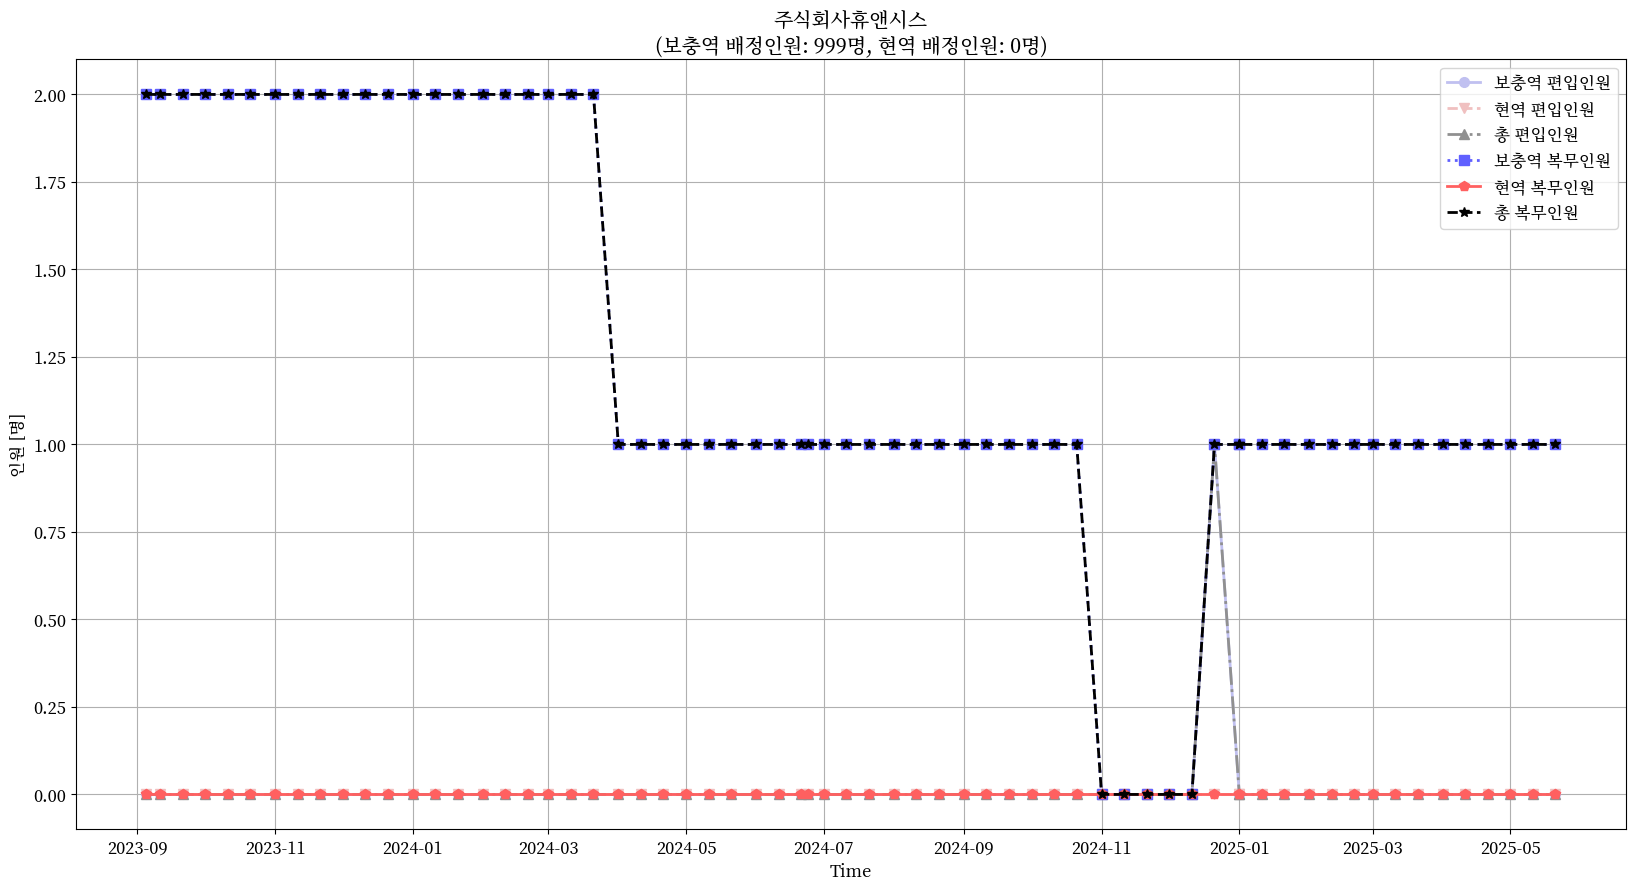 주식회사휴앤시스
(보충역 배정인원: 999명, 현역 배정인원: 0명)
보충역 편입인원
현역 편입인원
총 편입인원
보충역 복무인원
현역 복무인원
총 복무인원
2.00
1.75
1.50
1.25
1.00
0.75
0.50
0.25
0.00
인원 [명]
2023-09
2023-11
2024-01
2024-03
2024-05
2024-07
2024-09
2024-11
2025-01
2025-03
2025-05
Time